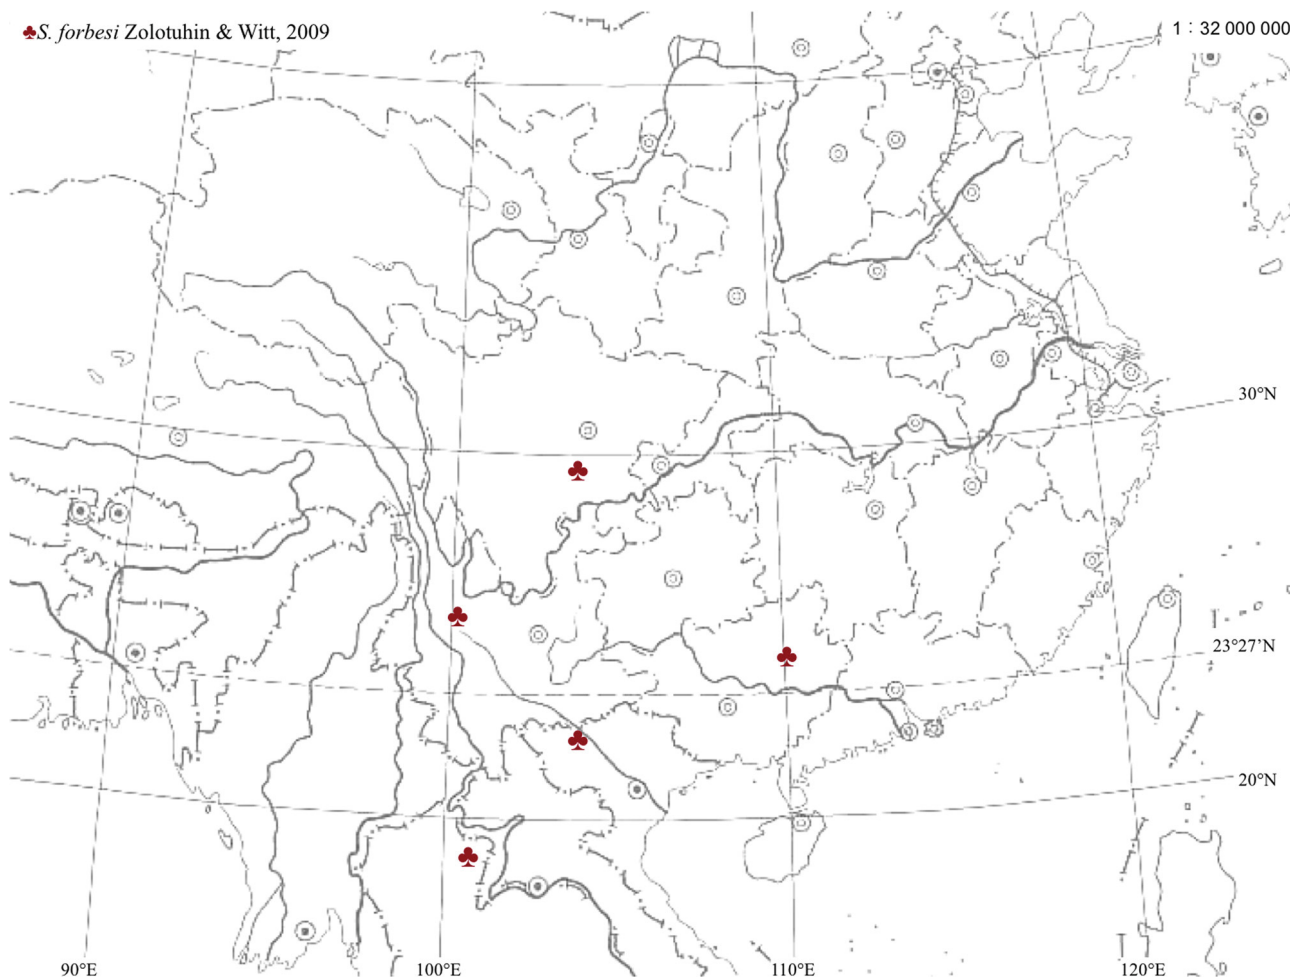 ♣S. forbesi Zolotuhin & Witt, 2009
1 : 32 000 000
30°N
23°27′N
20°N
90°E
100°E
110°E
120°E